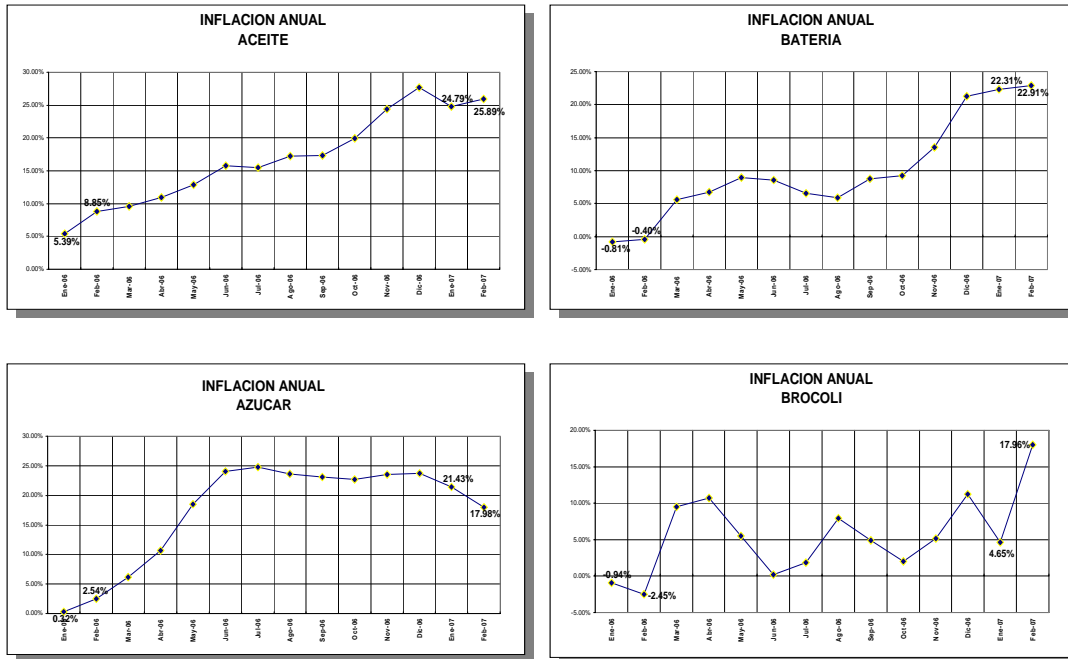 INFLACION ANUAL
ACEITE
30.00%
25.00%
20.00%
15.00%
10.00%
5.00%
0.00%
5.39%
8.85%
24.79%
25.89%
Ene-06
Feb-06
Mar-06
Abr-06
May-06
Jun-06
Jul-06
Ago-06
Sep-06
Oct-06
Nov-06
Dic-06
Ene-07
Feb-07
INFLACION ANUAL
BATERIA
25.00%
20.00%
15.00%
10.00%
5.00%
0.00%
-5.00%
-0.81%
-0.40%
22.31%
22.91%
Ene-06
Feb-06
Mar-06
Abr-06
May-06
Jun-06
Jul-06
Ago-06
Sep-06
Oct-06
Nov-06
Dic-06
Ene-07
Feb-07
INFLACION ANUAL
AZUCAR
30.00%
25.00%
20.00%
15.00%
10.00%
5.00%
0.00%
0.32%
2.54%
21.43%
17.98%
Ene-06
Feb-06
Mar-06
Abr-06
May-06
Jun-06
Jul-06
Ago-06
Sep-06
Oct-06
Nov-06
Dic-06
Ene-07
Feb-07
INFLACION ANUAL
BROCOLI
20.00%
15.00%
10.00%
5.00%
0.00%
-5.00%
-0.94%
-2.45%
4.65%
17.96%
Ene-06
Feb-06
Mar-06
Abr-06
May-06
Jun-06
Jul-06
Ago-06
Sep-06
Oct-06
Nov-06
Dic-06
Ene-07
Feb-07